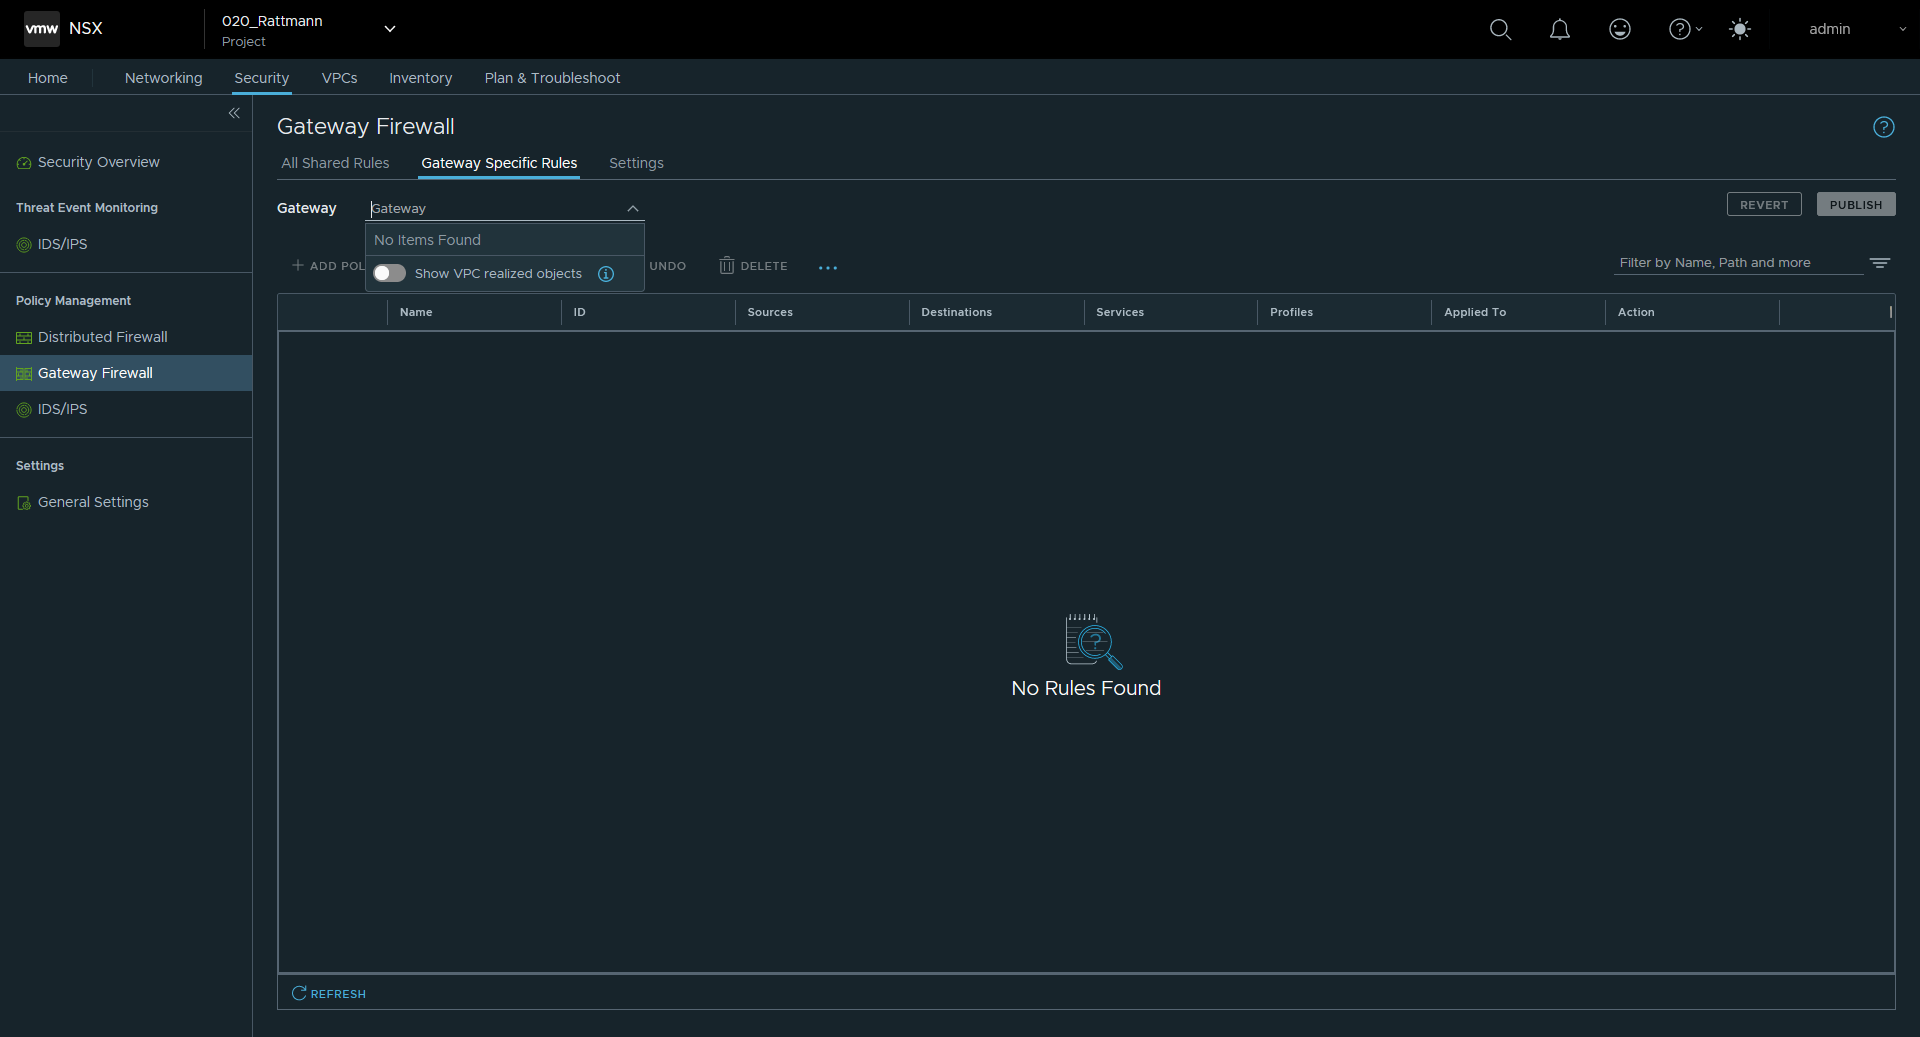 vmw NSX
020_Rattmann
Project
admin
Home Networking Security VPCs Inventory Plan & Troubleshoot
Gateway Firewall
All Shared Rules Gateway Specific Rules Settings
Security Overview
Threat Event Monitoring
IDS/IPS
Policy Management
Distributed Firewall
Gateway Firewall
IDS/IPS
Settings
General Settings
Gateway Gateway
REVERT PUBLISH
No Items Found
Show VPC realized objects
ADD POL UNDO DELETE
Filter by Name, Path and more
Name ID Sources Destinations Services Profiles Applied To Action
No Rules Found
REFRESH